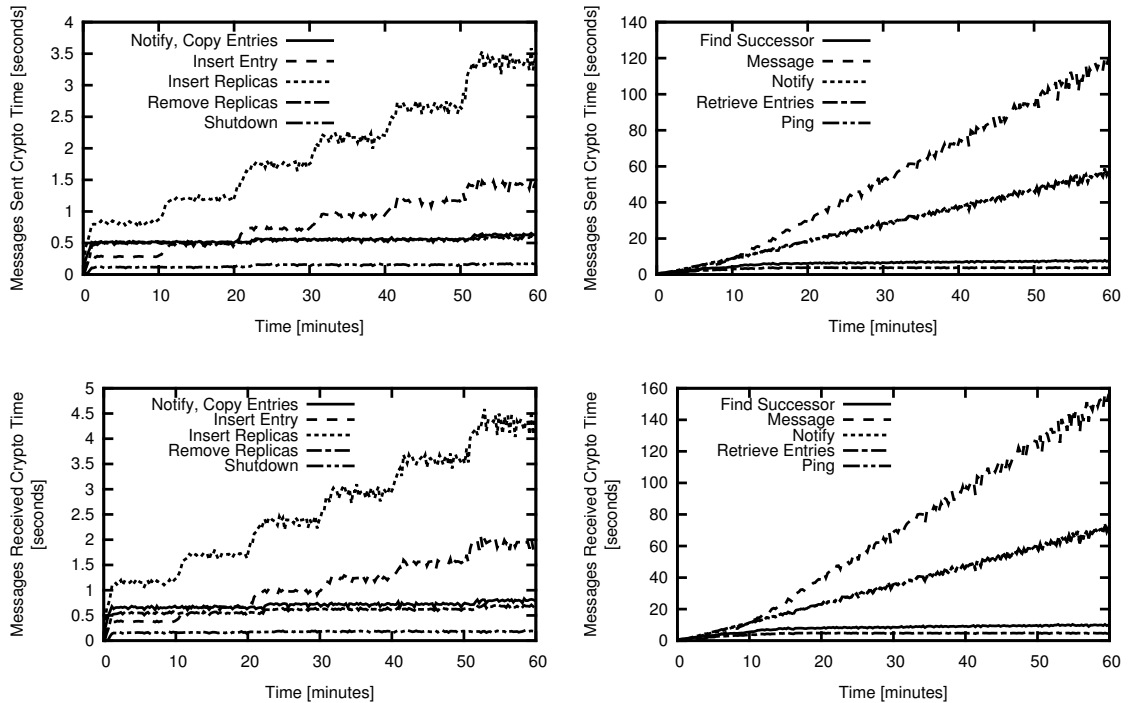 Messages Sent Crypto Time [seconds]
4
3.5
3
2.5
2
1.5
1
0.5
0
Notify, Copy Entries
Insert Entry
Insert Replicas
Remove Replicas
Shutdown
0 10 20 30 40 50 60
Time [minutes]
Messages Sent Crypto Time [seconds]
140
120
100
80
60
40
20
0
Find Successor
Message
Notify
Retrieve Entries
Ping
0 10 20 30 40 50 60
Time [minutes]
Messages Received Crypto Time
[seconds]
5
4.5
4
3.5
3
2.5
2
1.5
1
0.5
0
Notify, Copy Entries
Insert Entry
Insert Replicas
Remove Replicas
Shutdown
0 10 20 30 40 50 60
Time [minutes]
Messages Received Crypto Time
[seconds]
160
140
120
100
80
60
40
20
0
Find Successor
Message
Notify
Retrieve Entries
Ping
0 10 20 30 40 50 60
Time [minutes]